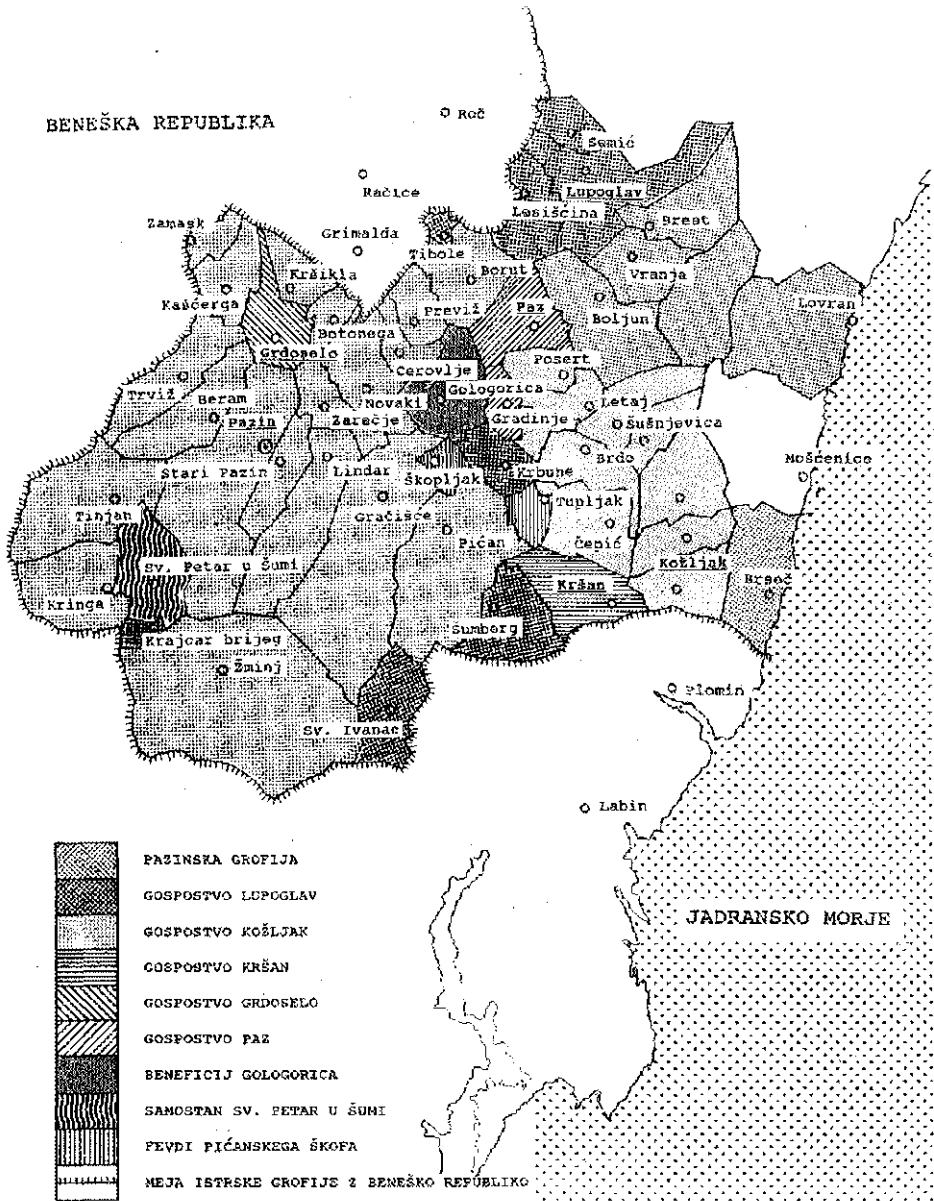 Roč
BENEŠKA REPUBLIKA
Šemić
Račice
Lupoglav
Lesišćina
Zamask
Brest
Grimalda
Tibole
Kršikla
Borut
Vranja
Kašćerga
Lovran
Previž
Paz
Botonega
Boljun
Grdoselo
Cerovlje
Posert
Trviž
Gologorica
Beram
Novaki
Letaj
Pazin
Zarečje
Gradinje
Šušnjevica
Stari Pazin
Lindar
Krbune
Brdo
Mošćenice
Škopljak
Tinjan
Gračišće
Tupljak
Pićan
Čepić
Sv. Petar u Šumi
Kožljak
Kringa
Kršan
Brseč
Krajcar brijeg
Sumberg
Žminj
Plomin
Sv. Ivanac
Labin
PAZINSKA GROFIJA
GOSPOSTVO LUPOGLAV
JADRANSKO MORJE
GOSPOSTVO KOŽLJAK
GOSPOSTVO KRŠAN
GOSPOSTVO GRDOSELO
GOSPOSTVO PAZ
BENEFICIJ GOLOGORICA
SAMOSTAN SV. PETAR U ŠUMI
FEVDI PIĆANSKEGA ŠKOFA
MEJA ISTRSKE GROFIJE Z BENEŠKO REPUBLIKO